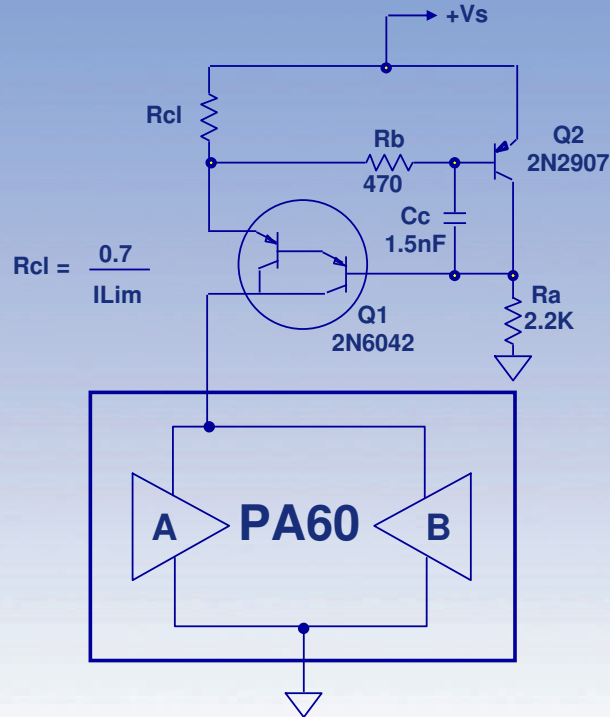 +Vs
Rcl
Rb
470
Q2
2N2907
Cc
1.5nF
Rcl = 0.7
ILim
Q1
2N6042
Ra
2.2K
A
PA60
B